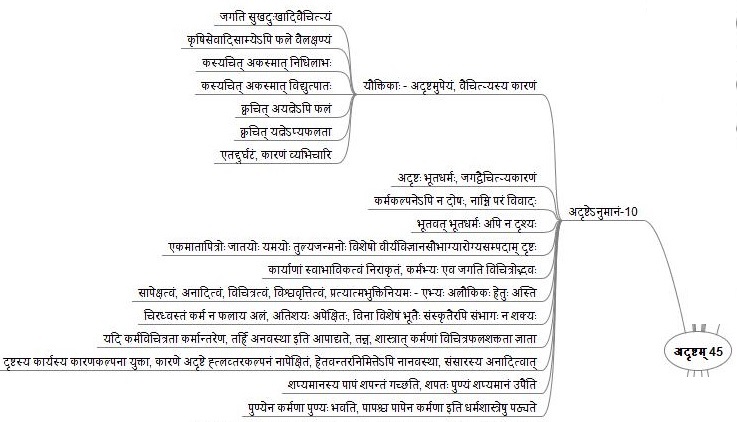 जगति सुखदुःखादिवैचित्र्यं
कृषिसेवादिसाम्येऽपि फले वैलक्षण्यं
कस्यचित् अकस्मात् निधिलाभः
कस्यचित् अकस्मात् विद्युत्पातः
क्वचित् अयत्नेऽपि फलं
क्वचित् यत्नेऽप्यफलता
एतद्दुर्घटं, कारणं व्यभिचारि
यौक्तिकाः - अदृष्टमुपेयं, वैचित्र्यस्य कारणं
अदृष्टः भूतधर्मः, जगद्वैचित्र्यकारणं
कर्मकल्पनेऽपि न दोषः, नाम्नि परं विवादः
भूतवत् भूतधर्मः अपि न दृश्यः
एकमातापित्रोः जातयोः यमयोः तुल्यजन्मनोः विशेषो वीर्यविज्ञानसौभाग्यारोग्यसम्पदाम् दृष्टः
कार्याणां स्वाभाविकत्वं निराकृतं, कर्मभ्यः एव जगति विचित्रोद्भवः
सापेक्षत्वं, अनादित्वं, विचित्रत्वं, विश्ववृत्तित्वं, प्रत्यात्मभुक्तिनियमः - एभ्यः अलौकिकः हेतुः अस्ति
चिरध्वस्तं कर्म न फलाय अलं, अतिशयः अपेक्षितः, विना विशेषं भूतैः संस्कृतैरपि संभागः न शक्यः
यदि कर्मविचित्रता कर्मान्तरेण, तर्हि अनवस्था इति आपाद्यते, तन्न, शास्त्रात् कर्मणां विचित्रफलशक्तता ज्ञाता
दृष्टस्य कार्यस्य कारणकल्पना युक्ता, कारणे अदृष्टे नापेक्षितं, हेतवन्तरनिमित्तेऽपि नानवस्था, संसारस्य अनादित्वात्
शप्यमानस्य पापं शपन्तं गच्छति, शपतः पुण्यं शप्यमानं उपैति
पुण्येन कर्मणा पुण्यः भवति, पापश्च पापेन कर्मणा इति धर्मशास्त्रेषु पठ्यते
अदृष्टेऽनुमानं-10
अदृष्टम् 45